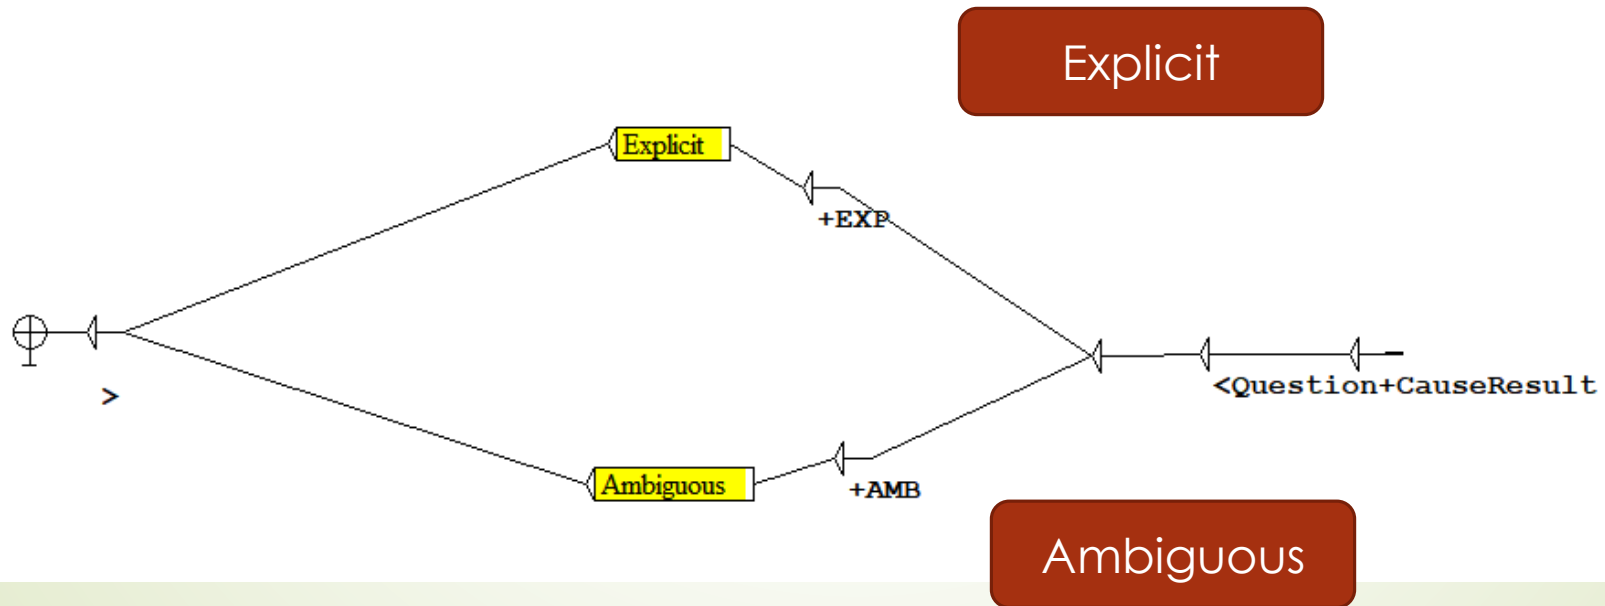 Explicit
Explicit
+EXP
<Question+CauseResult
>
Ambiguous
+AMB
Ambiguous